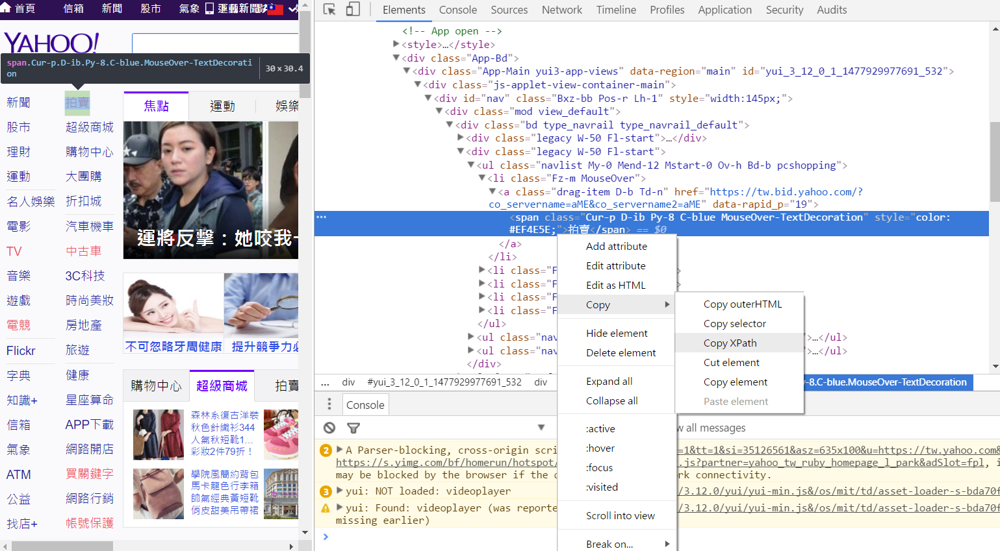 首頁 信箱 新聞 股市 氣象 運動新聞
YAHOO!
span.Cur-p.D-ib.Py-8.C-blue.MouseOver-TextDecorati
on
30×30.4
新聞 拍賣
股市 超級商城
理財 購物中心
運動 大團購
名人娛樂 折扣城
電影 汽車機車
TV 中古車
音樂 3C科技
遊戲 時尚美妝
電競 房地產
Flickr 旅遊
字典 健康
知識+ 星座算命
信箱 APP下載
氣象 網路開店
ATM 買關鍵字
公益 網路行銷
找店+ 帳號保護
焦點 運動 娛樂
運將反擊：她咬我
不可忽略牙周健康 提升競爭力
購物中心 超級商城 拍賣
森林系復古洋裝
秋色針織衫344
人氣秋短靴1...
彩妝2件79折！
學院風簡約背包
馬卡龍色行李箱
帥氣經典黃短靴
俏皮甜美吊帶裙
Elements Console Sources Network Timeline Profiles Application Security Audits
<!-- App open -->
<style>…</style>
<div class="App-Bd">
<div class="App-Main yui3-app-views" data-region="main" id="yui_3_12_0_1_1477929977691_532">
<div class="js-applet-view-container-main">
<div id="nav" class="Bxz-bb Pos-r Lh-1" style="width:145px;">
<div class="mod view_default">
<div class="bd type_navrail type_navrail_default">
<div class="legacy W-50 Fl-start">…</div>
<div class="legacy W-50 Fl-start">
<ul class="navlist My-0 Mend-12 Mstart-0 Ov-h Bd-b pcshopping">
<li class="Fz-m MouseOver">
<a class="drag-item D-b Td-n" href="https://tw.bid.yahoo.com/?
co_servername=aME&co_servername2=aME" data-rapid_p="19">
<span class="Cur-p D-ib Py-8 C-blue MouseOver-TextDecoration" style="color:
#EF4E5E;">拍賣</span> == $0
</a>
</li>
<li class="F
<li class="F
<li class="F
<li class="F
</ul>
<ul class="nav ">…</ul>
<ul class="nav ">…</ul>
</div>
... div #yui_3_12_0_1_1477929977691_532 div -8.C-blue.MouseOver-TextDecoration
Add attribute
Edit attribute
Edit as HTML
Copy
Hide element
Delete element
Expand all
Collapse all
:active
:hover
:focus
:visited
Scroll into view
Break on...
Copy outerHTML
Copy selector
Copy XPath
Cut element
Copy element
Paste element
Console
w all messages
2 A Parser-blocking, cross-origin scri =1&tt=1&si=35126561&asz=635x100&u=https://tw.yahoo.com&
https://s.yimg.com/bf/homerun/hotspot/ .js?partner=yahoo_tw_ruby_homepage_l_park&adSlot=fpl, i
may be blocked by the browser if the rk connectivity.
3 yui: NOT loaded: videoplayer /3.12.0/yui/yui-min.js&/os/mit/td/asset-loader-s-bda70f
yui: Found: videoplayer (was reporte /3.12.0/yui/yui-min.js&/os/mit/td/asset-loader-s-bda70f
missing earlier)